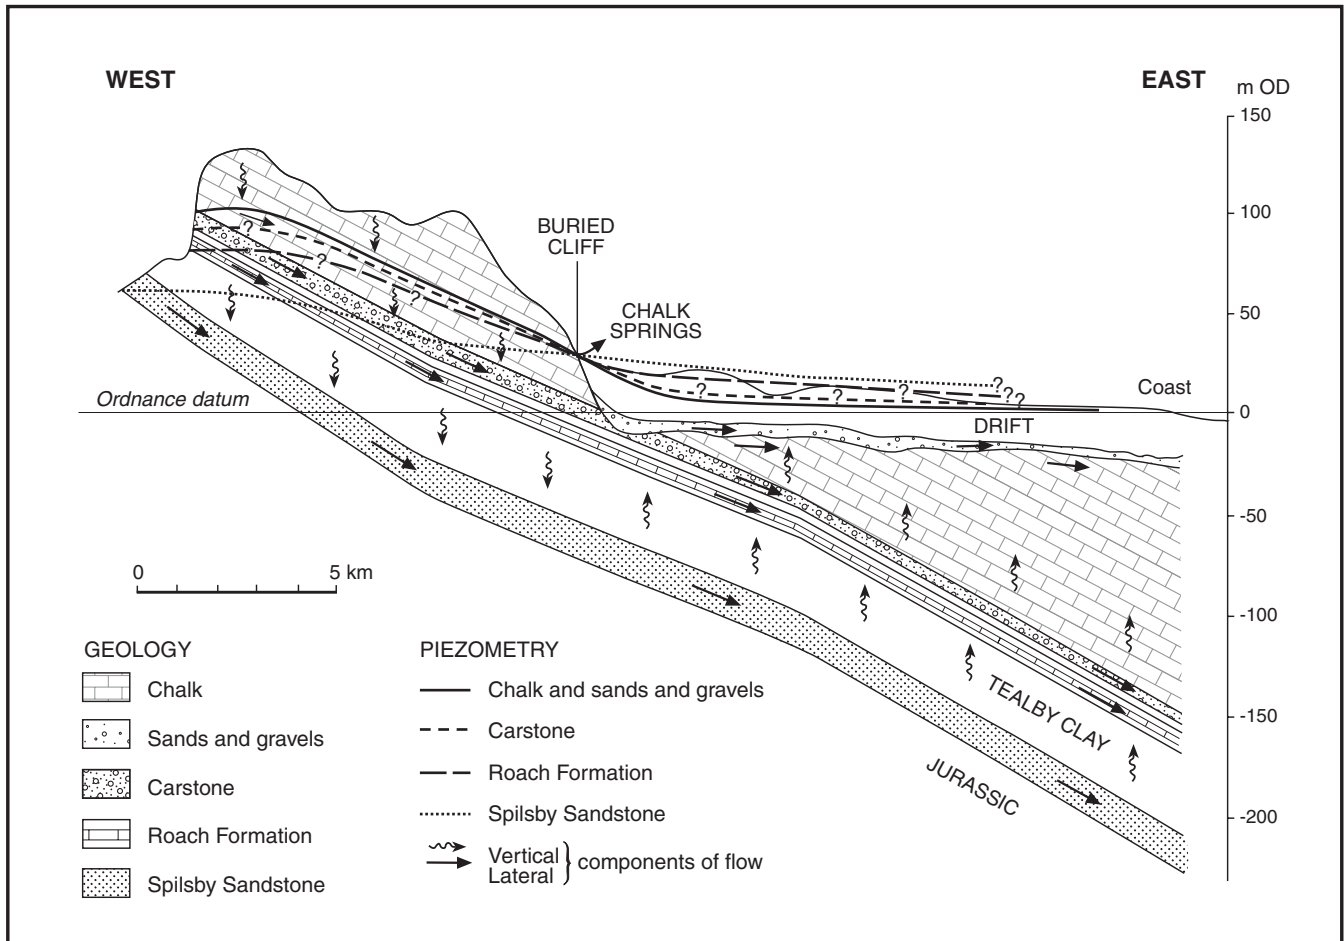 WEST
EAST
m OD
150
100
50
0
-50
-100
-150
-200
BURIED
CLIFF
CHALK
SPRINGS
?
?
?
?
?
?
?
?
?
?
Coast
Ordnance datum
DRIFT
0 5 km
TEALBY CLAY
JURASSIC
GEOLOGY
Chalk
Sands and gravels
Carstone
Roach Formation
Spilsby Sandstone
PIEZOMETRY
Chalk and sands and gravels
Carstone
Roach Formation
Spilsby Sandstone
Vertical
Lateral
components of flow